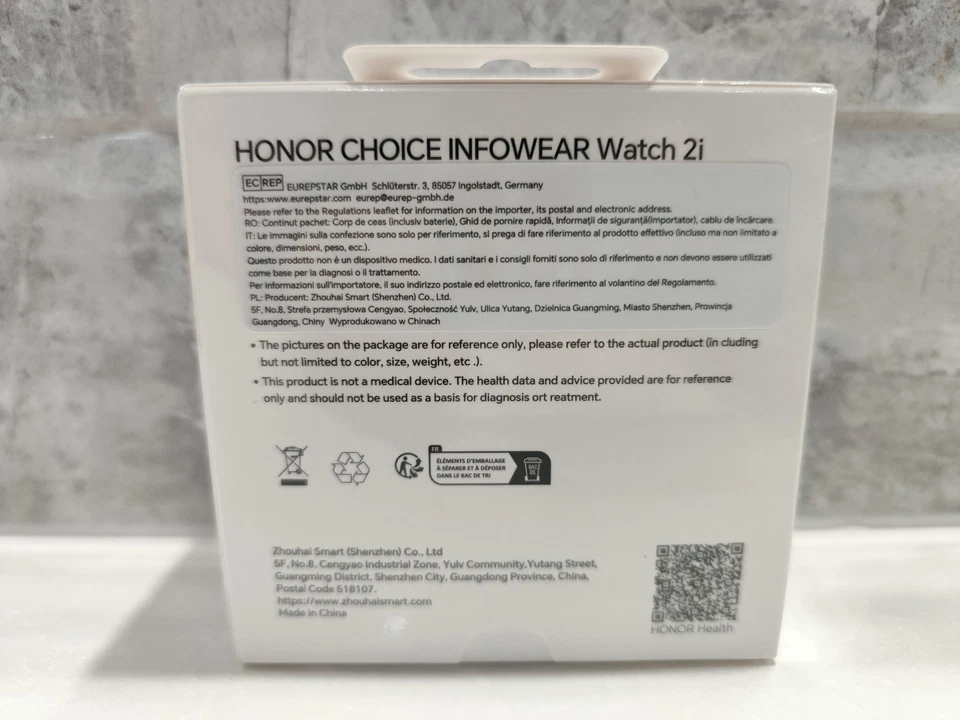 HONOR CHOICE INFOWEAR Watch 2i
EC REP EUREPSTAR GmbH Schlüterstr. 3, 85057 Ingolstadt, Germany
https:www.eurepstar.com eurep@eurep-gmbh.de
Please refer to the Regulations leaflet for information on the importer, its postal and electronic address.
RO: Continut pachet: Corp de ceas (inclusiv baterie), Ghid de pornire rapidă, Informații de siguranță(importator), cablu de încărcare.
IT: Le immagini sulla confezione sono solo per riferimento, si prega di fare riferimento al prodotto effettivo (incluso ma non limitato a
colore, dimensioni, peso, ecc.).
Questo prodotto non è un dispositivo medico. I dati sanitari e i consigli forniti sono solo di riferimento e non devono essere utilizzati
come base per la diagnosi o il trattamento.
Per informazioni sull'importatore, il suo indirizzo postale ed elettronico, fare riferimento al volantino del Regolamento.
PL: Producent: Zhouhai Smart (Shenzhen) Co., Ltd.
5F, No.8, Strefa przemysłowa Cengyao, Społeczność Yulv, Ulica Yutang, Dzielnica Guangming, Miasto Shenzhen, Prowincja
Guangdong, Chiny Wyprodukowano w Chinach
• The pictures on the package are for reference only, please refer to the actual product (in cluding
but not limited to color, size, weight, etc .).
• This product is not a medical device. The health data and advice provided are for reference
only and should not be used as a basis for diagnosis ort reatment.
FR
ÉLÉMENTS D'EMBALLAGE
À SÉPARER ET À DÉPOSER
DANS LE BAC DE TRI
BAC
DE
Zhouhai Smart (Shenzhen) Co., Ltd
5F, No.8, Cengyao Industrial Zone, Yulv Community,Yutang Street,
Guangming District, Shenzhen City, Guangdong Province, China,
Postal Code 518107.
https://www.zhouhaismart.com
Made in China
HONOR Health